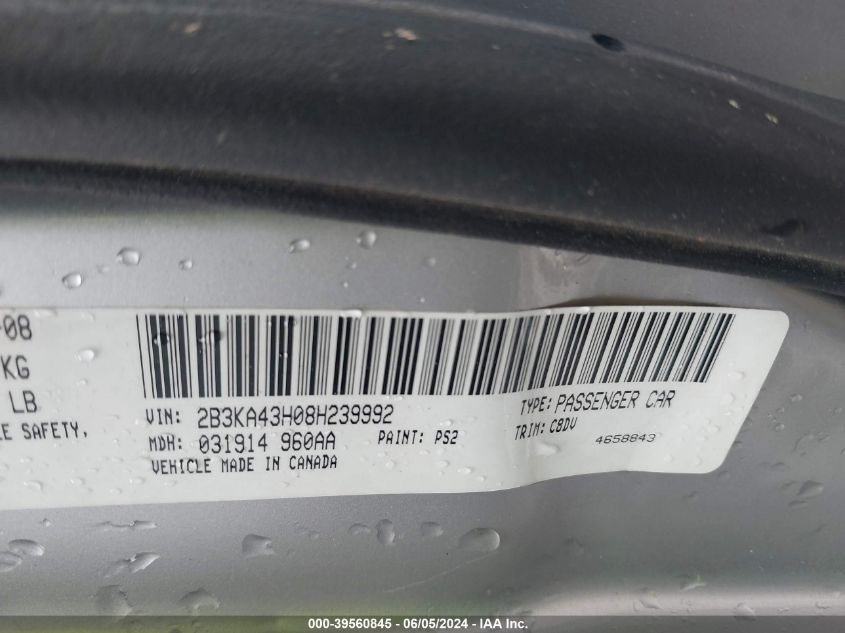 -08
KG
LB
E SAFETY,
VIN: 2B3KA43H08H239992
MDH: 031914 960AA PAINT: PS2
VEHICLE MADE IN CANADA
TYPE: PASSENGER CAR
TRIM: C8DV
4658843
000-39560845 - 06/05/2024 - IAA Inc.